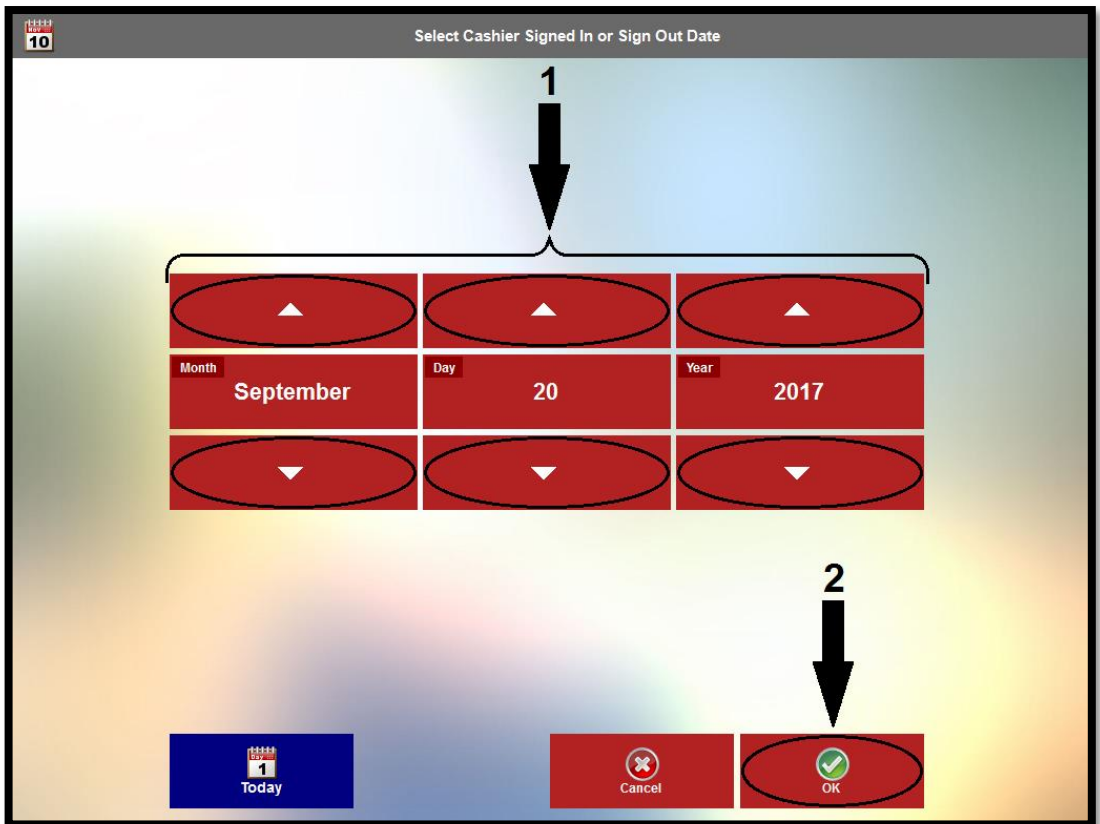 Nov
10
Select Cashier Signed In or Sign Out Date
1
Month
September
Day
20
Year
2017
2
Day
1
Today
Cancel
OK